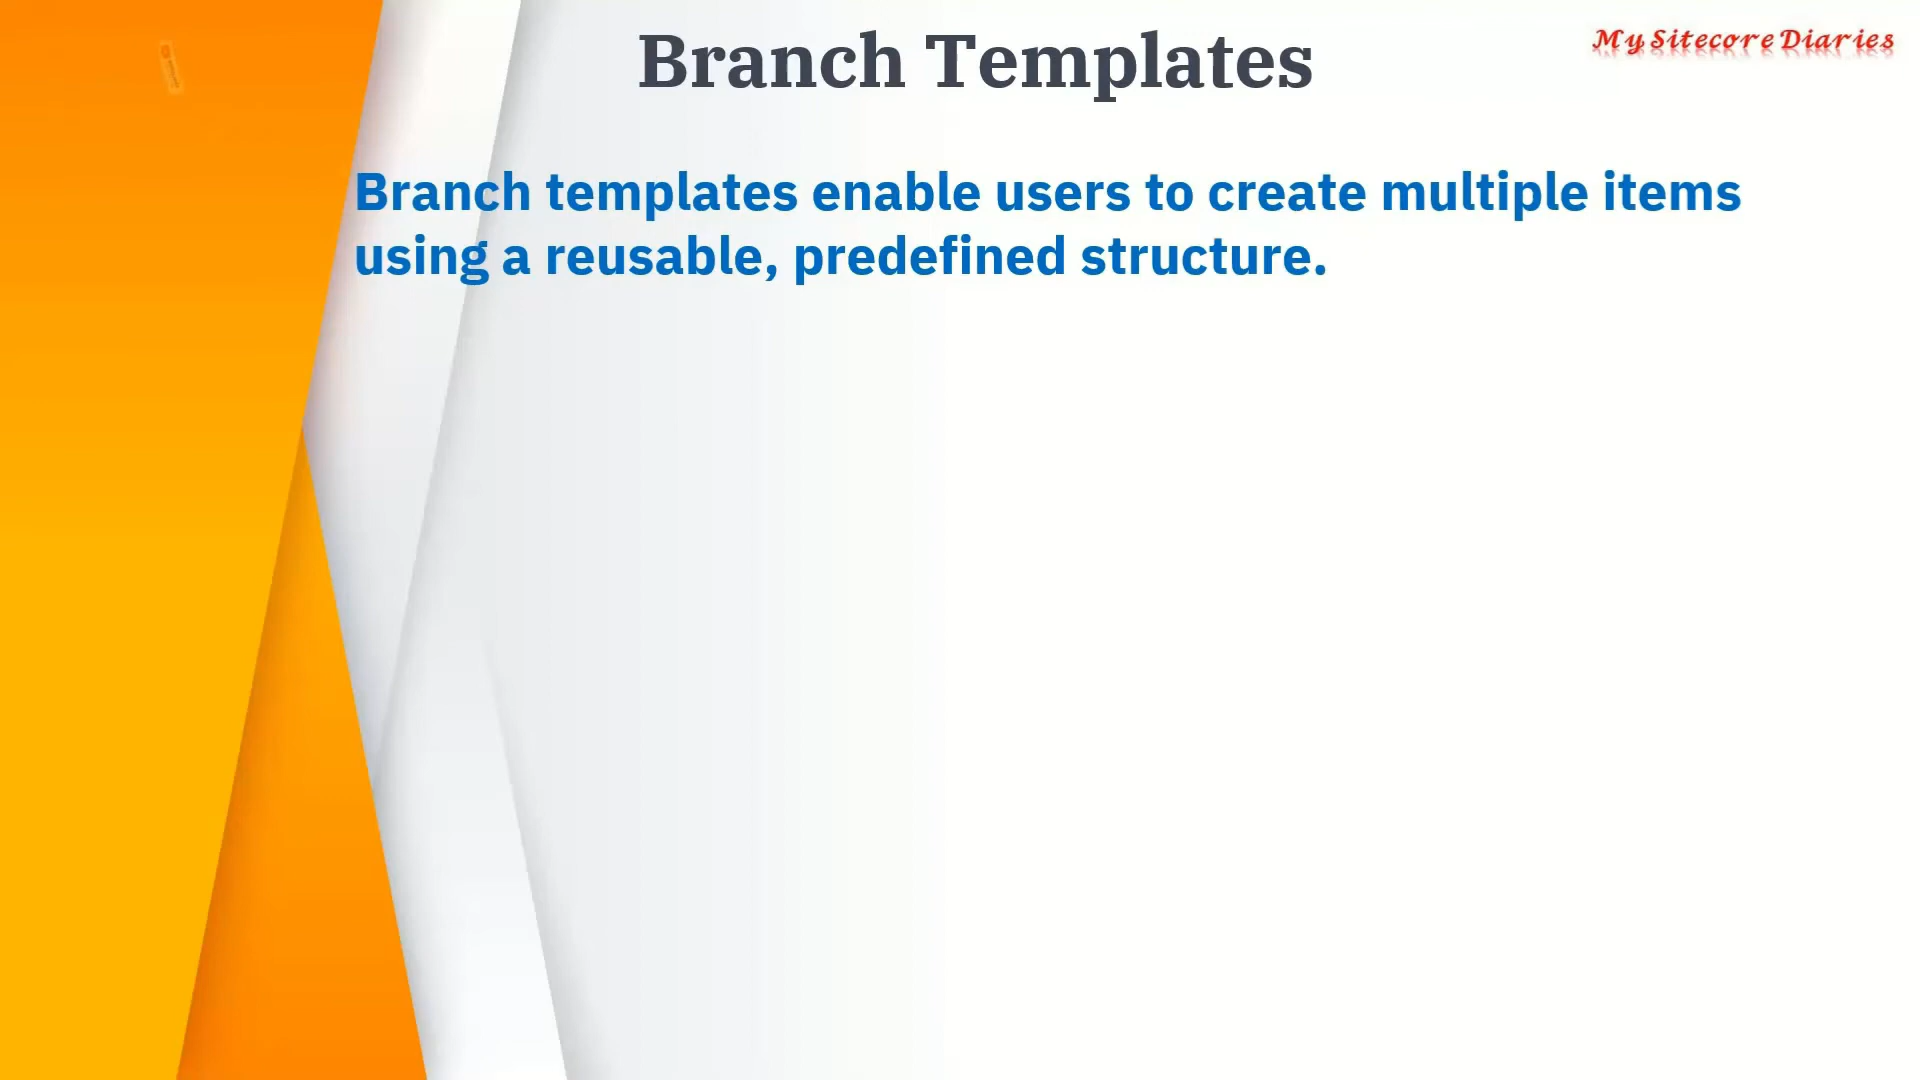 Branch Templates
My Sitecore Diaries
Branch templates enable users to create multiple items
using a reusable, predefined structure.